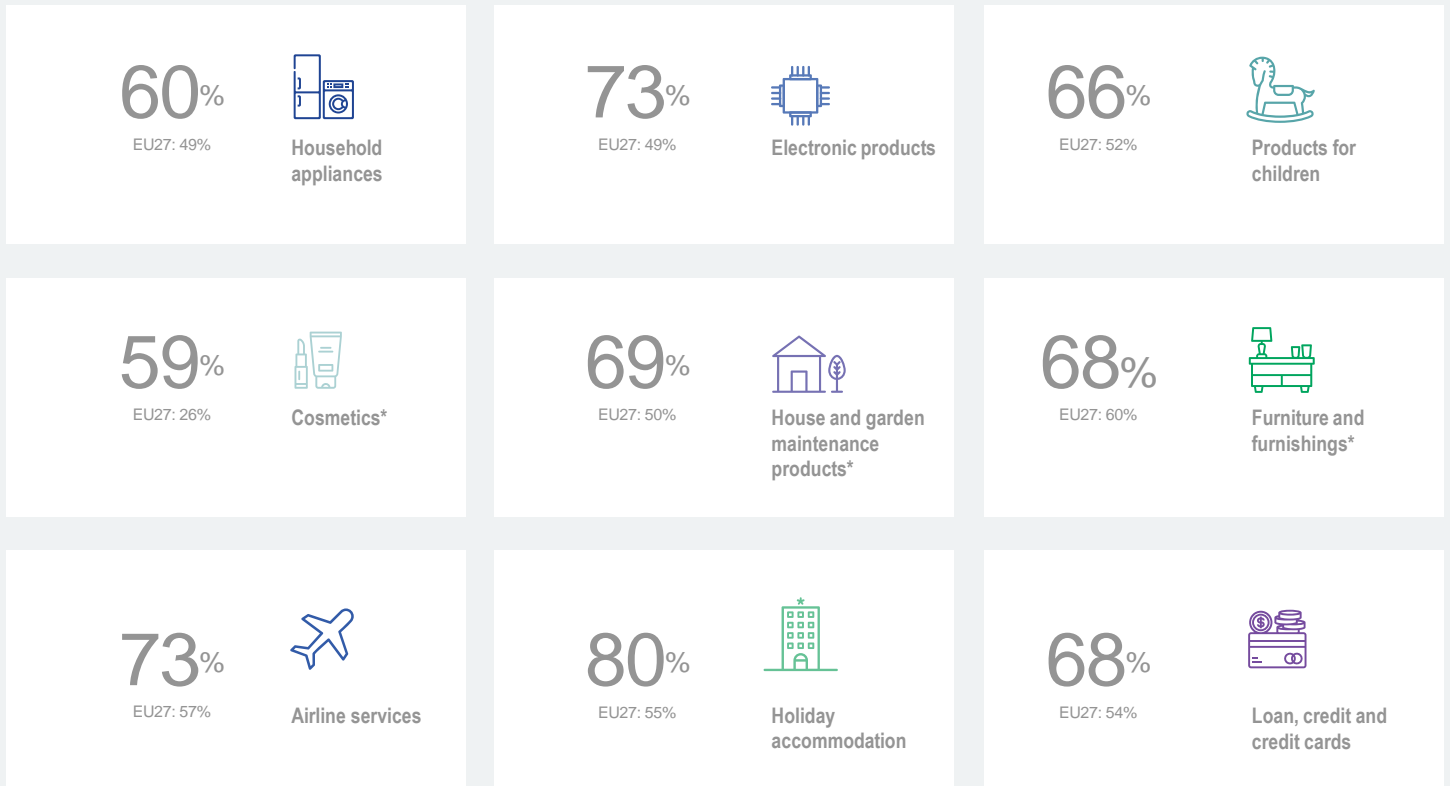 60%
EU27: 49%
Household
appliances
73%
EU27: 49%
Electronic products
66%
EU27: 52%
Products for
children
59%
EU27: 26%
Cosmetics*
69%
EU27: 50%
House and garden
maintenance
products*
68%
EU27: 60%
Furniture and
furnishings*
73%
EU27: 57%
Airline services
80%
EU27: 55%
Holiday
accommodation
$
68%
EU27: 54%
Loan, credit and
credit cards